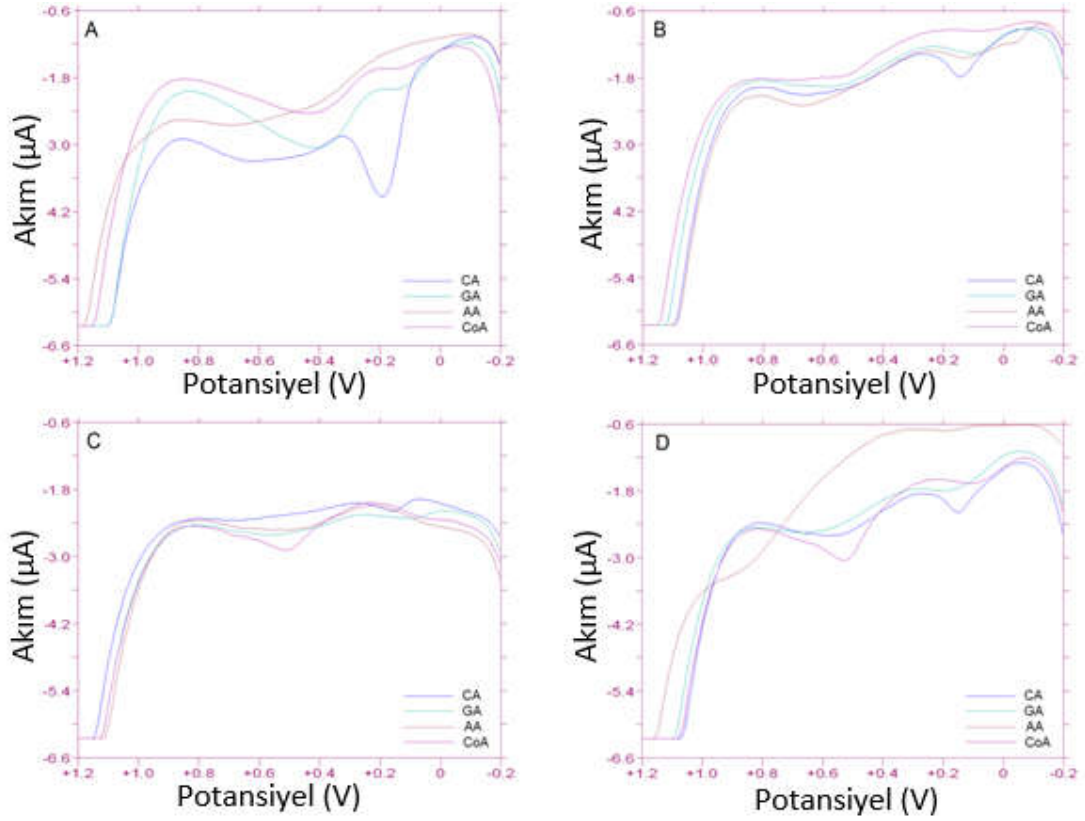 A
-0.6
-1.8
-3.0
-4.2
-5.4
-6.6
Akım (µA)
CA
GA
AA
CoA
+1.2 +1.0 +0.8 +0.6 +0.4 +0.2 0 -0.2
Potansiyel (V)
B
-0.6
-1.8
-3.0
-4.2
-5.4
-6.6
Akım (µA)
CA
GA
AA
CoA
+1.2 +1.0 +0.8 +0.6 +0.4 +0.2 0 -0.2
Potansiyel (V)
C
-0.6
-1.8
-3.0
-4.2
-5.4
-6.6
Akım (µA)
CA
GA
AA
CoA
+1.2 +1.0 +0.8 +0.6 +0.4 +0.2 0 -0.2
Potansiyel (V)
D
-0.6
-1.8
-3.0
-4.2
-5.4
-6.6
Akım (µA)
CA
GA
AA
CoA
+1.2 +1.0 +0.8 +0.6 +0.4 +0.2 0 -0.2
Potansiyel (V)